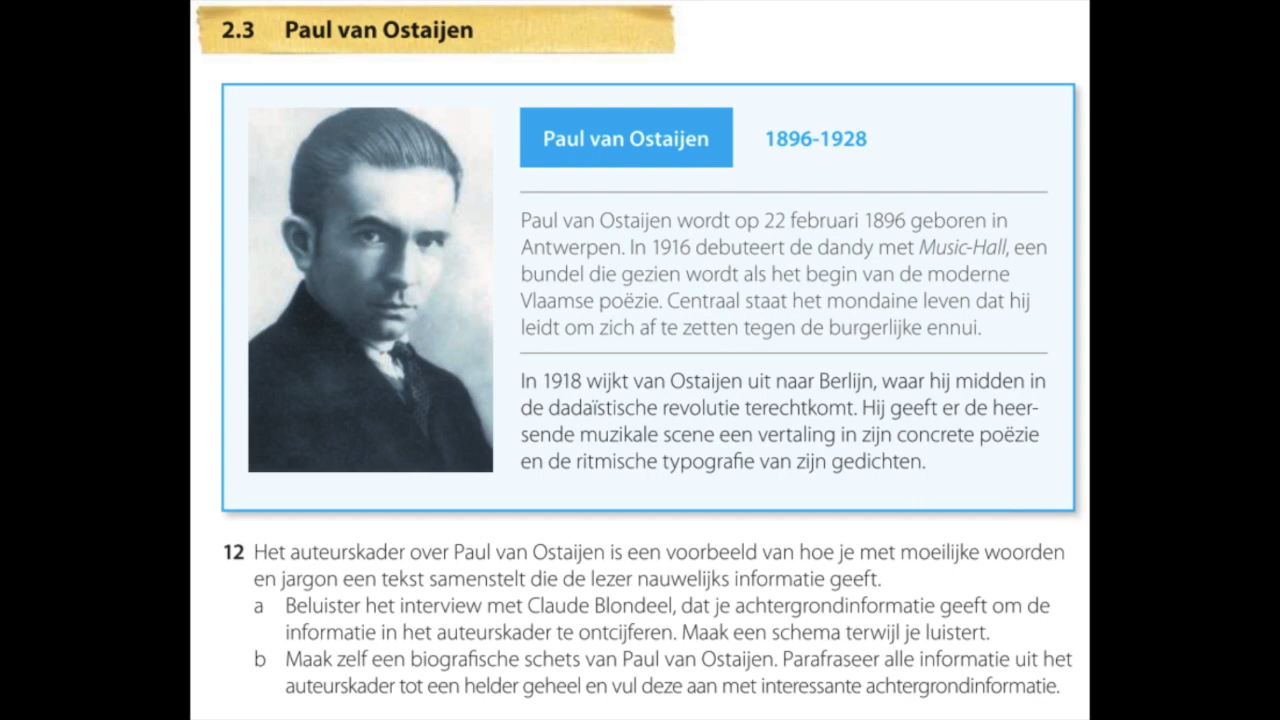 2.3 Paul van Ostaijen
Paul van Ostaijen 1896-1928
Paul van Ostaijen wordt op 22 februari 1896 geboren in
Antwerpen. In 1916 debuteert de dandy met Music-Hall, een
bundel die gezien wordt als het begin van de moderne
Vlaamse poëzie. Centraal staat het mondaine leven dat hij
leidt om zich af te zetten tegen de burgerlijke ennui.
In 1918 wijkt van Ostaijen uit naar Berlijn, waar hij midden in
de dadaïstische revolutie terechtkomt. Hij geeft er de heer-
sende muzikale scene een vertaling in zijn concrete poëzie
en de ritmische typografie van zijn gedichten.
12 Het auteurskader over Paul van Ostaijen is een voorbeeld van hoe je met moeilijke woorden
en jargon een tekst samenstelt die de lezer nauwelijks informatie geeft.
a Beluister het interview met Claude Blondeel, dat je achtergrondinformatie geeft om de
informatie in het auteurskader te ontcijferen. Maak een schema terwijl je luistert.
b Maak zelf een biografische schets van Paul van Ostaijen. Parafraseer alle informatie uit het
auteurskader tot een helder geheel en vul deze aan met interessante achtergrondinformatie.